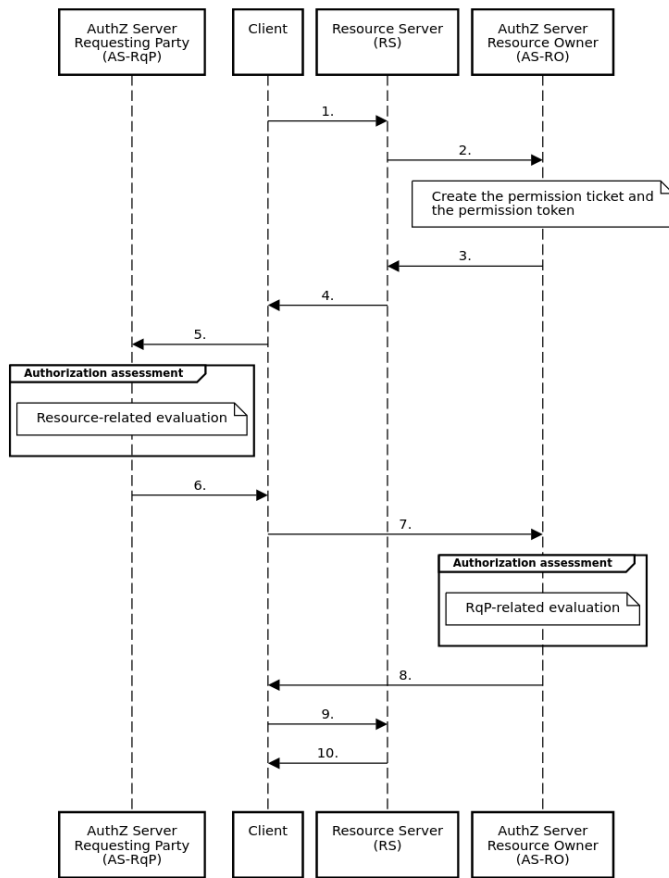 AuthZ Server
Requesting Party
(AS-RqP)
Client
Resource Server
(RS)
AuthZ Server
Resource Owner
(AS-RO)
1.
2.
Create the permission ticket and
the permission token
3.
4.
5.
Authorization assessment
Resource-related evaluation
6.
7.
Authorization assessment
RqP-related evaluation
8.
9.
10.
AuthZ Server
Requesting Party
(AS-RqP)
Client
Resource Server
(RS)
AuthZ Server
Resource Owner
(AS-RO)